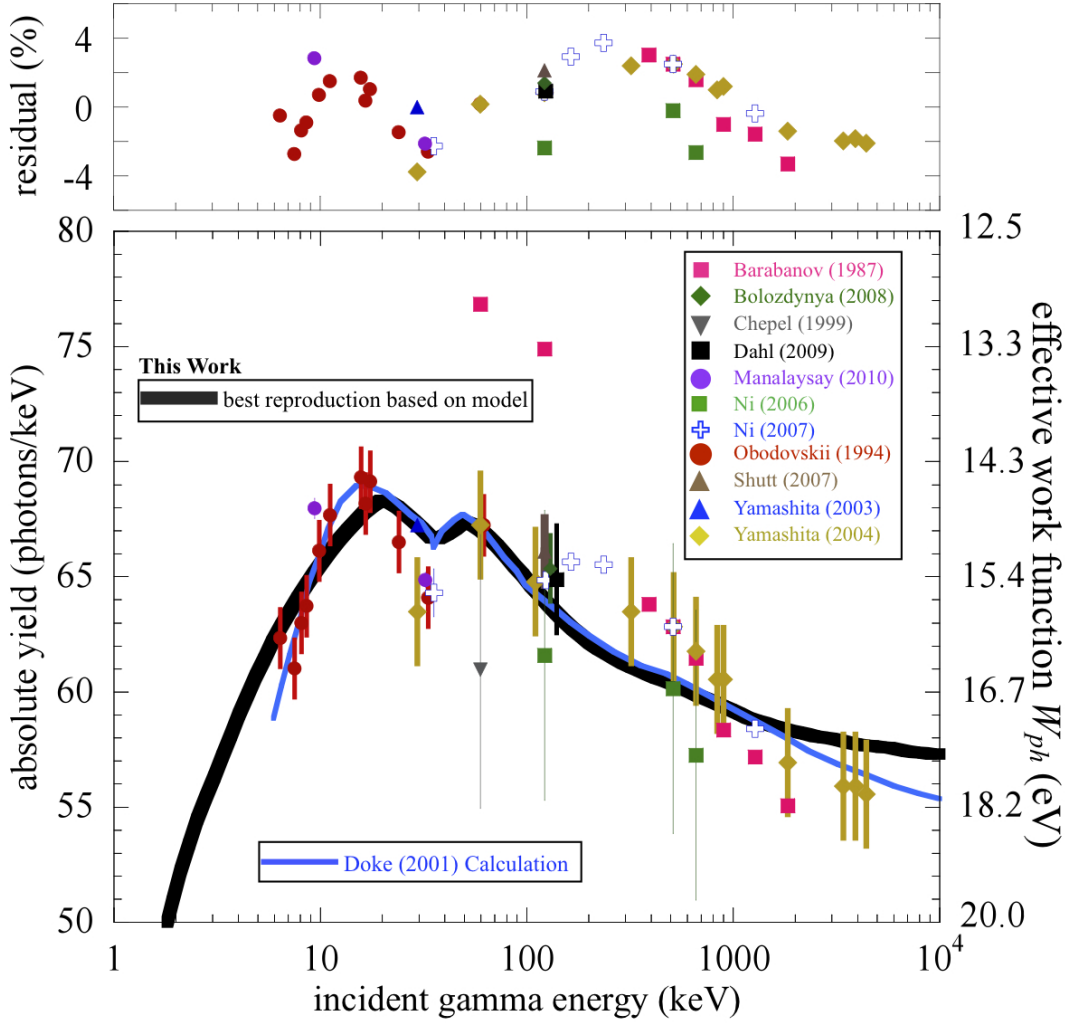 residual (%)
4
0
-4
absolute yield (photons/keV)
80
75
70
65
60
55
50
12.5
13.3
14.3
15.4
16.7
18.2
20.0
effective work function W_ph (eV)
Barabanov (1987)
Bolozdynya (2008)
Chepel (1999)
Dahl (2009)
Manalaysay (2010)
Ni (2006)
Ni (2007)
Obodovskii (1994)
Shutt (2007)
Yamashita (2003)
Yamashita (2004)
This Work
best reproduction based on model
Doke (2001) Calculation
1 10 100 1000 10⁴
incident gamma energy (keV)